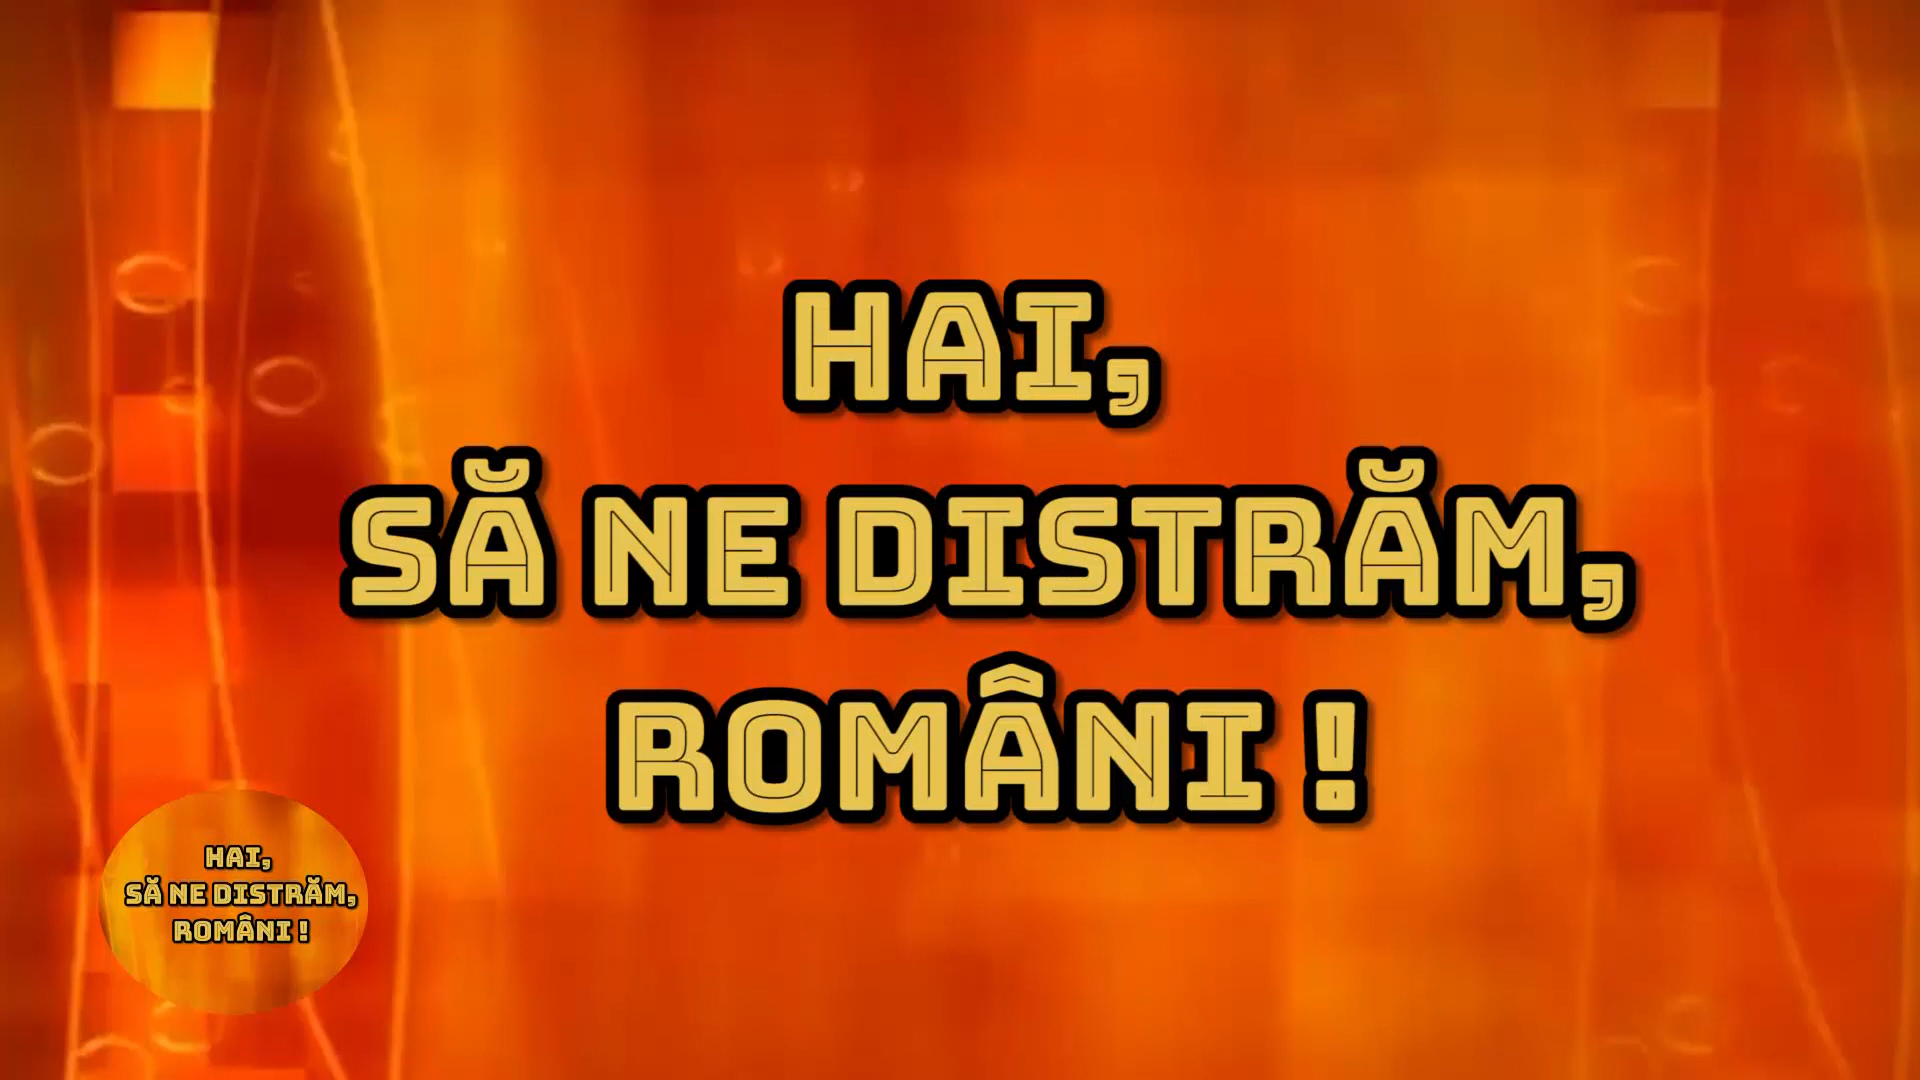 HAI,
SĂ NE DISTRĂM,
ROMÂNI !
HAI,
SĂ NE DISTRĂM,
ROMÂNI !